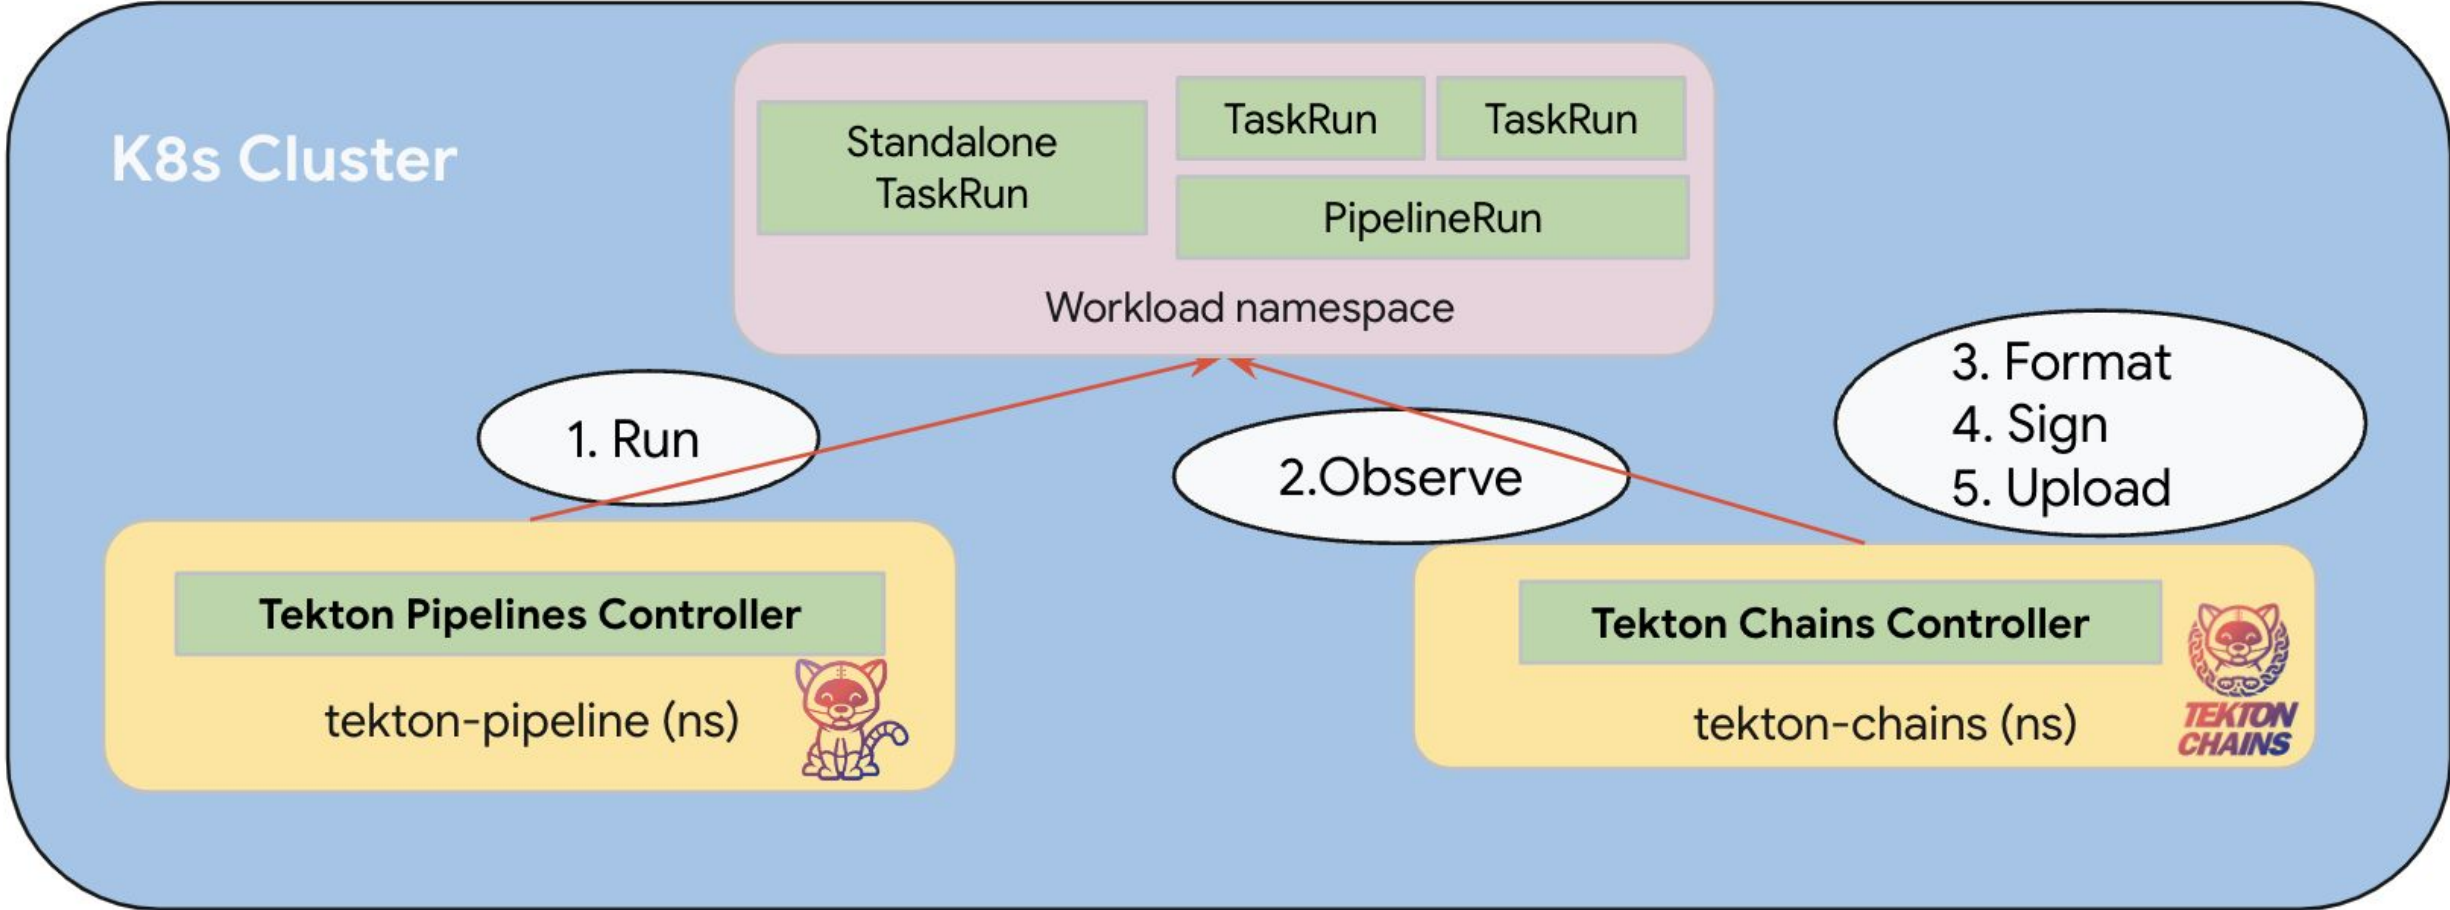 K8s Cluster
Standalone
TaskRun
TaskRun
TaskRun
PipelineRun
Workload namespace
1. Run
2.Observe
3. Format
4. Sign
5. Upload
Tekton Pipelines Controller
tekton-pipeline (ns)
Tekton Chains Controller
tekton-chains (ns)
TEKTON
CHAINS